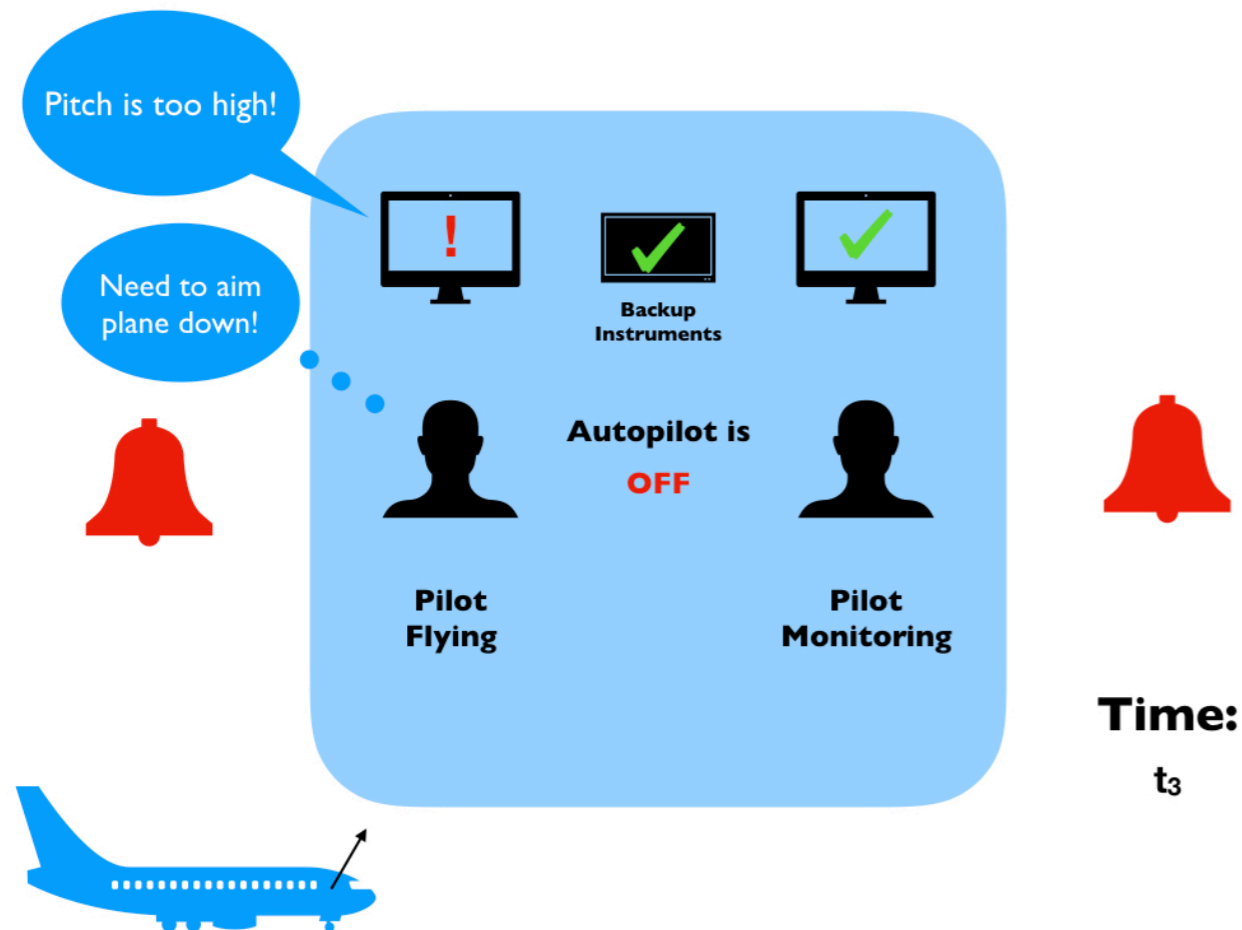 Pitch is too high!
Need to aim
plane down!
!
Backup
Instruments
Autopilot is
OFF
Pilot
Flying
Pilot
Monitoring
Time:
t₃